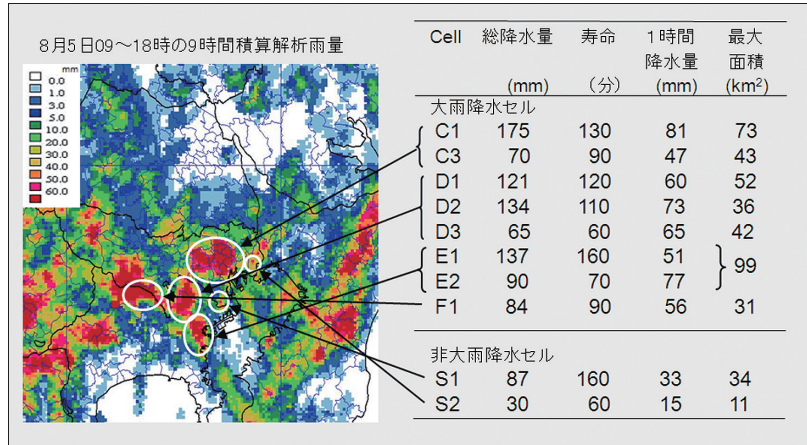 8月5日09～18時の9時間積算解析雨量
mm
0.0
1.0
3.0
5.0
10.0
20.0
30.0
40.0
50.0
60.0
Cell 総降水量 寿命 1時間 最大
降水量 面積
(mm) （分） (mm) (km²)
大雨降水セル
C1 175 130 81 73
C3 70 90 47 43
D1 121 120 60 52
D2 134 110 73 36
D3 65 60 65 42
E1 137 160 51
99
E2 90 70 77
F1 84 90 56 31
非大雨降水セル
S1 87 160 33 34
S2 30 60 15 11